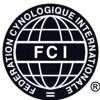 FEDERATION CYNOLOGIQUE INTERNATIONALE
FCI
®